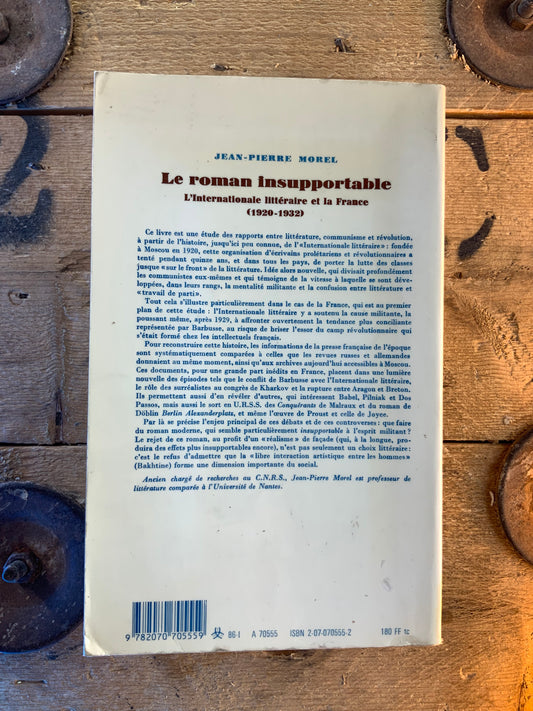 JEAN-PIERRE MOREL
Le roman insupportable
L'Internationale littéraire et la France
(1920-1932)
Ce livre est une étude des rapports entre littérature, communisme et révolution,
à partir de l'histoire, jusqu'ici peu connue, de l'«Internationale littéraire» : fondée
à Moscou en 1920, cette organisation d'écrivains prolétariens et révolutionnaires a
tenté pendant quinze ans, et dans tous les pays, de porter la lutte des classes
jusque «sur le front» de la littérature. Idée alors nouvelle, qui divisait profondément
les communistes eux-mêmes et qui témoigne de la vitesse à laquelle se sont déve-
loppées, dans leurs rangs, la mentalité militante et la confusion entre littérature et
«travail de parti».
Tout cela s'illustre particulièrement dans le cas de la France, qui est au premier
plan de cette étude : l'Internationale littéraire y a soutenu la cause militante, la
poussant même, après 1929, à affronter ouvertement la tendance plus conciliante
représentée par Barbusse, au risque de briser l'essor du camp révolutionnaire qui
s'était formé chez les intellectuels français.
Pour reconstruire cette histoire, les informations de la presse française de l'époque
sont systématiquement comparées à celles que les revues russes et allemandes
donnaient au même moment, ainsi qu'aux archives aujourd'hui accessibles à Moscou.
Ces documents, pour une grande part inédits en France, placent dans une lumière
nouvelle des épisodes tels que le conflit de Barbusse avec l'Internationale littéraire,
le rôle des surréalistes au congrès de Kharkov et la rupture entre Aragon et Breton.
Ils permettent aussi d'en révéler d'autres, qui intéressent Babel, Pilniak et Dos
Passos, mais aussi le sort en U.R.S.S. des Conquérants de Malraux et du roman de
Döblin Berlin Alexanderplatz, et même l'œuvre de Proust et celle de Joyce.
Par là se précise l'enjeu principal de ces débats et de ces controverses : que faire
du roman moderne, qui semble particulièrement insupportable à l'esprit militant ?
Le rejet de ce roman, au profit d'un «réalisme» de façade (qui, à la longue, pro-
duira des effets plus insupportables encore), n'est pas seulement un choix littéraire :
c'est le refus d'admettre que la «libre interaction artistique entre les hommes»
(Bakhtine) forme une dimension importante du social.
Ancien chargé de recherches au C.N.R.S., Jean-Pierre Morel est professeur de
littérature comparée à l'Université de Nantes.
9 782070 705559
86-I A 70555 ISBN 2-07-070555-2 180 FF tc